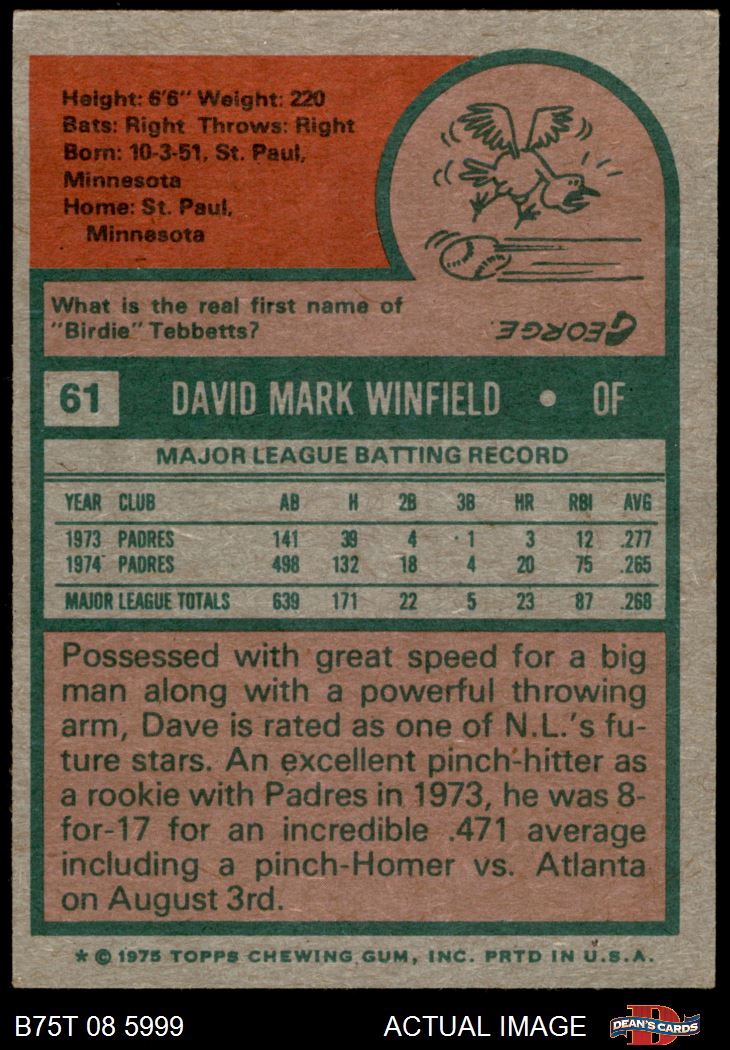 Height: 6'6" Weight: 220
Bats: Right Throws: Right
Born: 10-3-51, St. Paul,
Minnesota
Home: St. Paul,
Minnesota
What is the real first name of
"Birdie" Tebbetts?
GEORGE.
61 DAVID MARK WINFIELD • OF
MAJOR LEAGUE BATTING RECORD
YEAR CLUB AB H 2B 3B HR RBI AVG
1973 PADRES 141 39 4 1 3 12 .277
1974 PADRES 498 132 18 4 20 75 .265
MAJOR LEAGUE TOTALS 639 171 22 5 23 87 .268
Possessed with great speed for a big
man along with a powerful throwing
arm, Dave is rated as one of N.L.'s fu-
ture stars. An excellent pinch-hitter as
a rookie with Padres in 1973, he was 8-
for-17 for an incredible .471 average
including a pinch-Homer vs. Atlanta
on August 3rd.
* © 1975 TOPPS CHEWING GUM, INC. PRTD IN U.S.A.
B75T 08 5999 ACTUAL IMAGE D DEAN'S CARDS